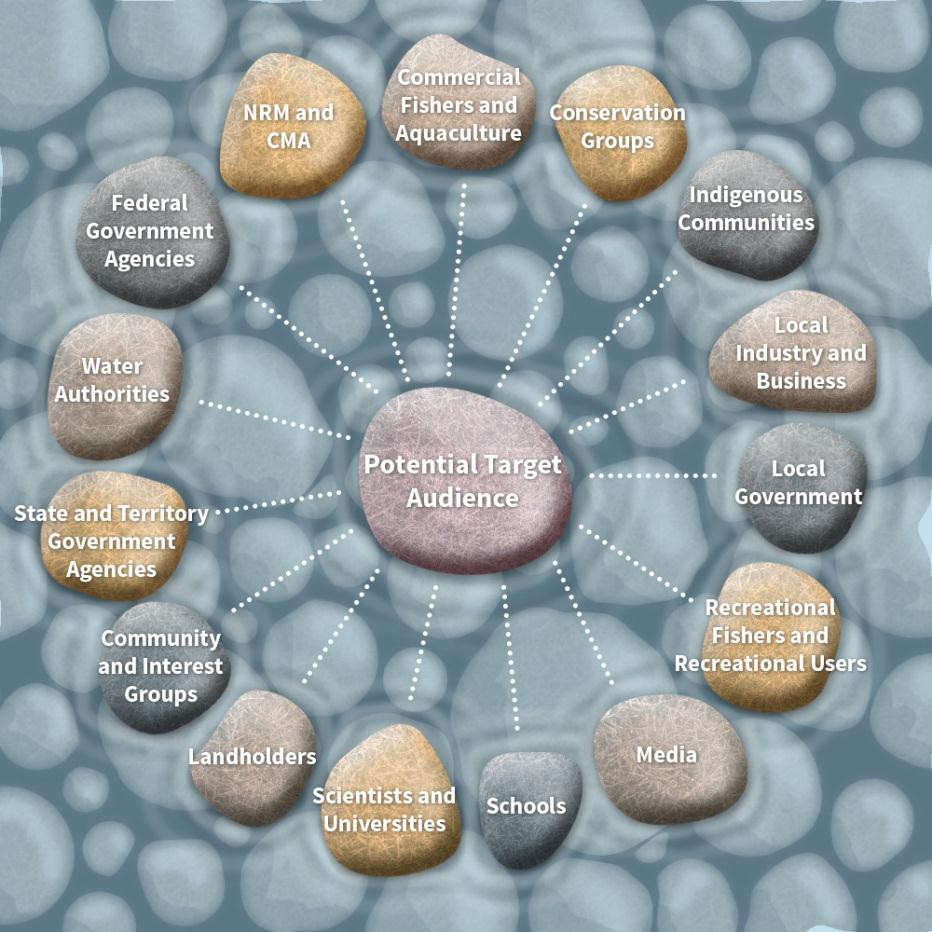 Commercial
Fishers and
Aquaculture
NRM and
CMA
Conservation
Groups
Federal
Government
Agencies
Indigenous
Communities
Water
Authorities
Local
Industry and
Business
Potential Target
Audience
Local
Government
State and Territory
Government
Agencies
Recreational
Fishers and
Recreational Users
Community
and Interest
Groups
Landholders
Media
Scientists and
Universities
Schools